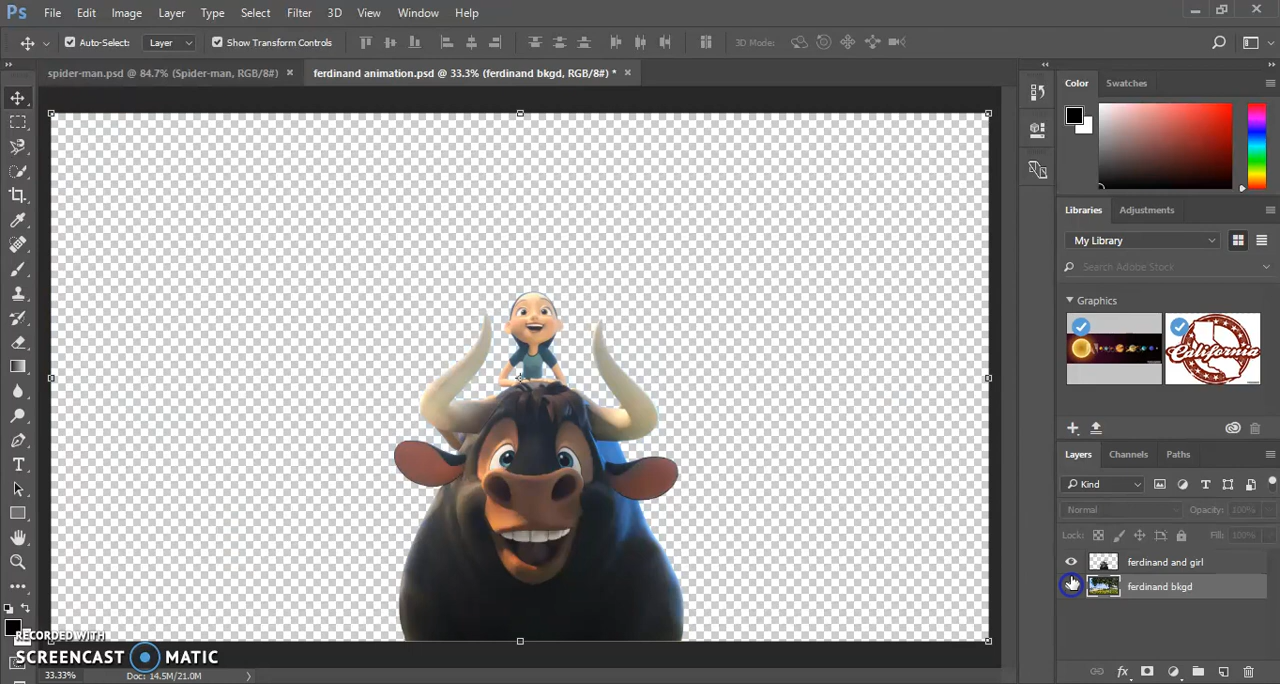 Ps File Edit Image Layer Type Select Filter 3D View Window Help
Auto-Select: Layer Show Transform Controls 3D Mode:
spider-man.psd @ 84.7% (Spider-man, RGB/8#) × ferdinand animation.psd @ 33.3% (ferdinand bkgd, RGB/8#) * ×
Color Swatches
Libraries Adjustments
My Library
Search Adobe Stock
Graphics
California
Layers Channels Paths
Kind
Normal Opacity: 100%
Lock: Fill: 100%
ferdinand and girl
ferdinand bkgd
RECORDED WITH
SCREENCAST MATIC
33.33% Doc: 14.5M/21.0M